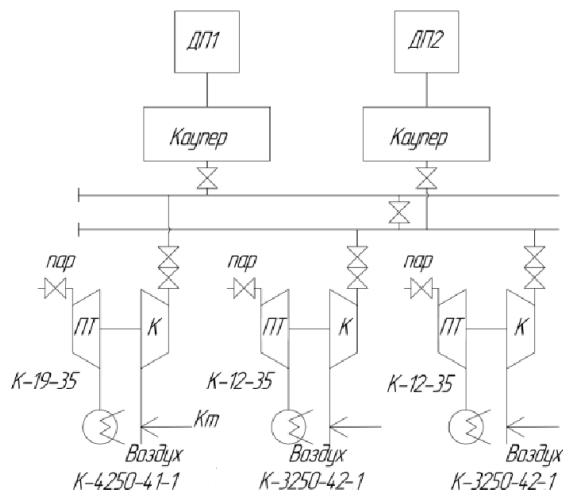 ДП1 ДП2
Каупер Каупер
пар пар пар
ПТ К ПТ К ПТ К
К-19-35 К-12-35 К-12-35
Кт
Воздух Воздух Воздух
К-4250-41-1 К-3250-42-1 К-3250-42-1